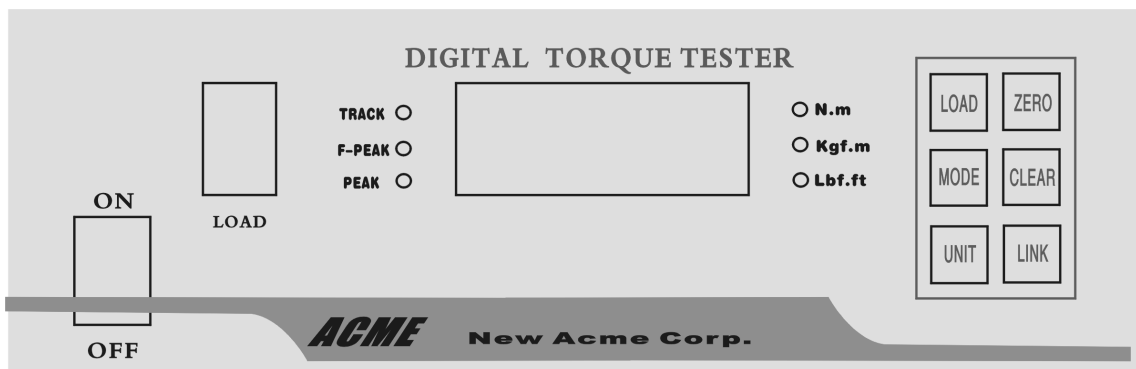 DIGITAL TORQUE TESTER
TRACK
F-PEAK
PEAK
N.m
Kgf.m
Lbf.ft
LOAD ZERO
MODE CLEAR
UNIT LINK
LOAD
ON
OFF
ACME New Acme Corp.